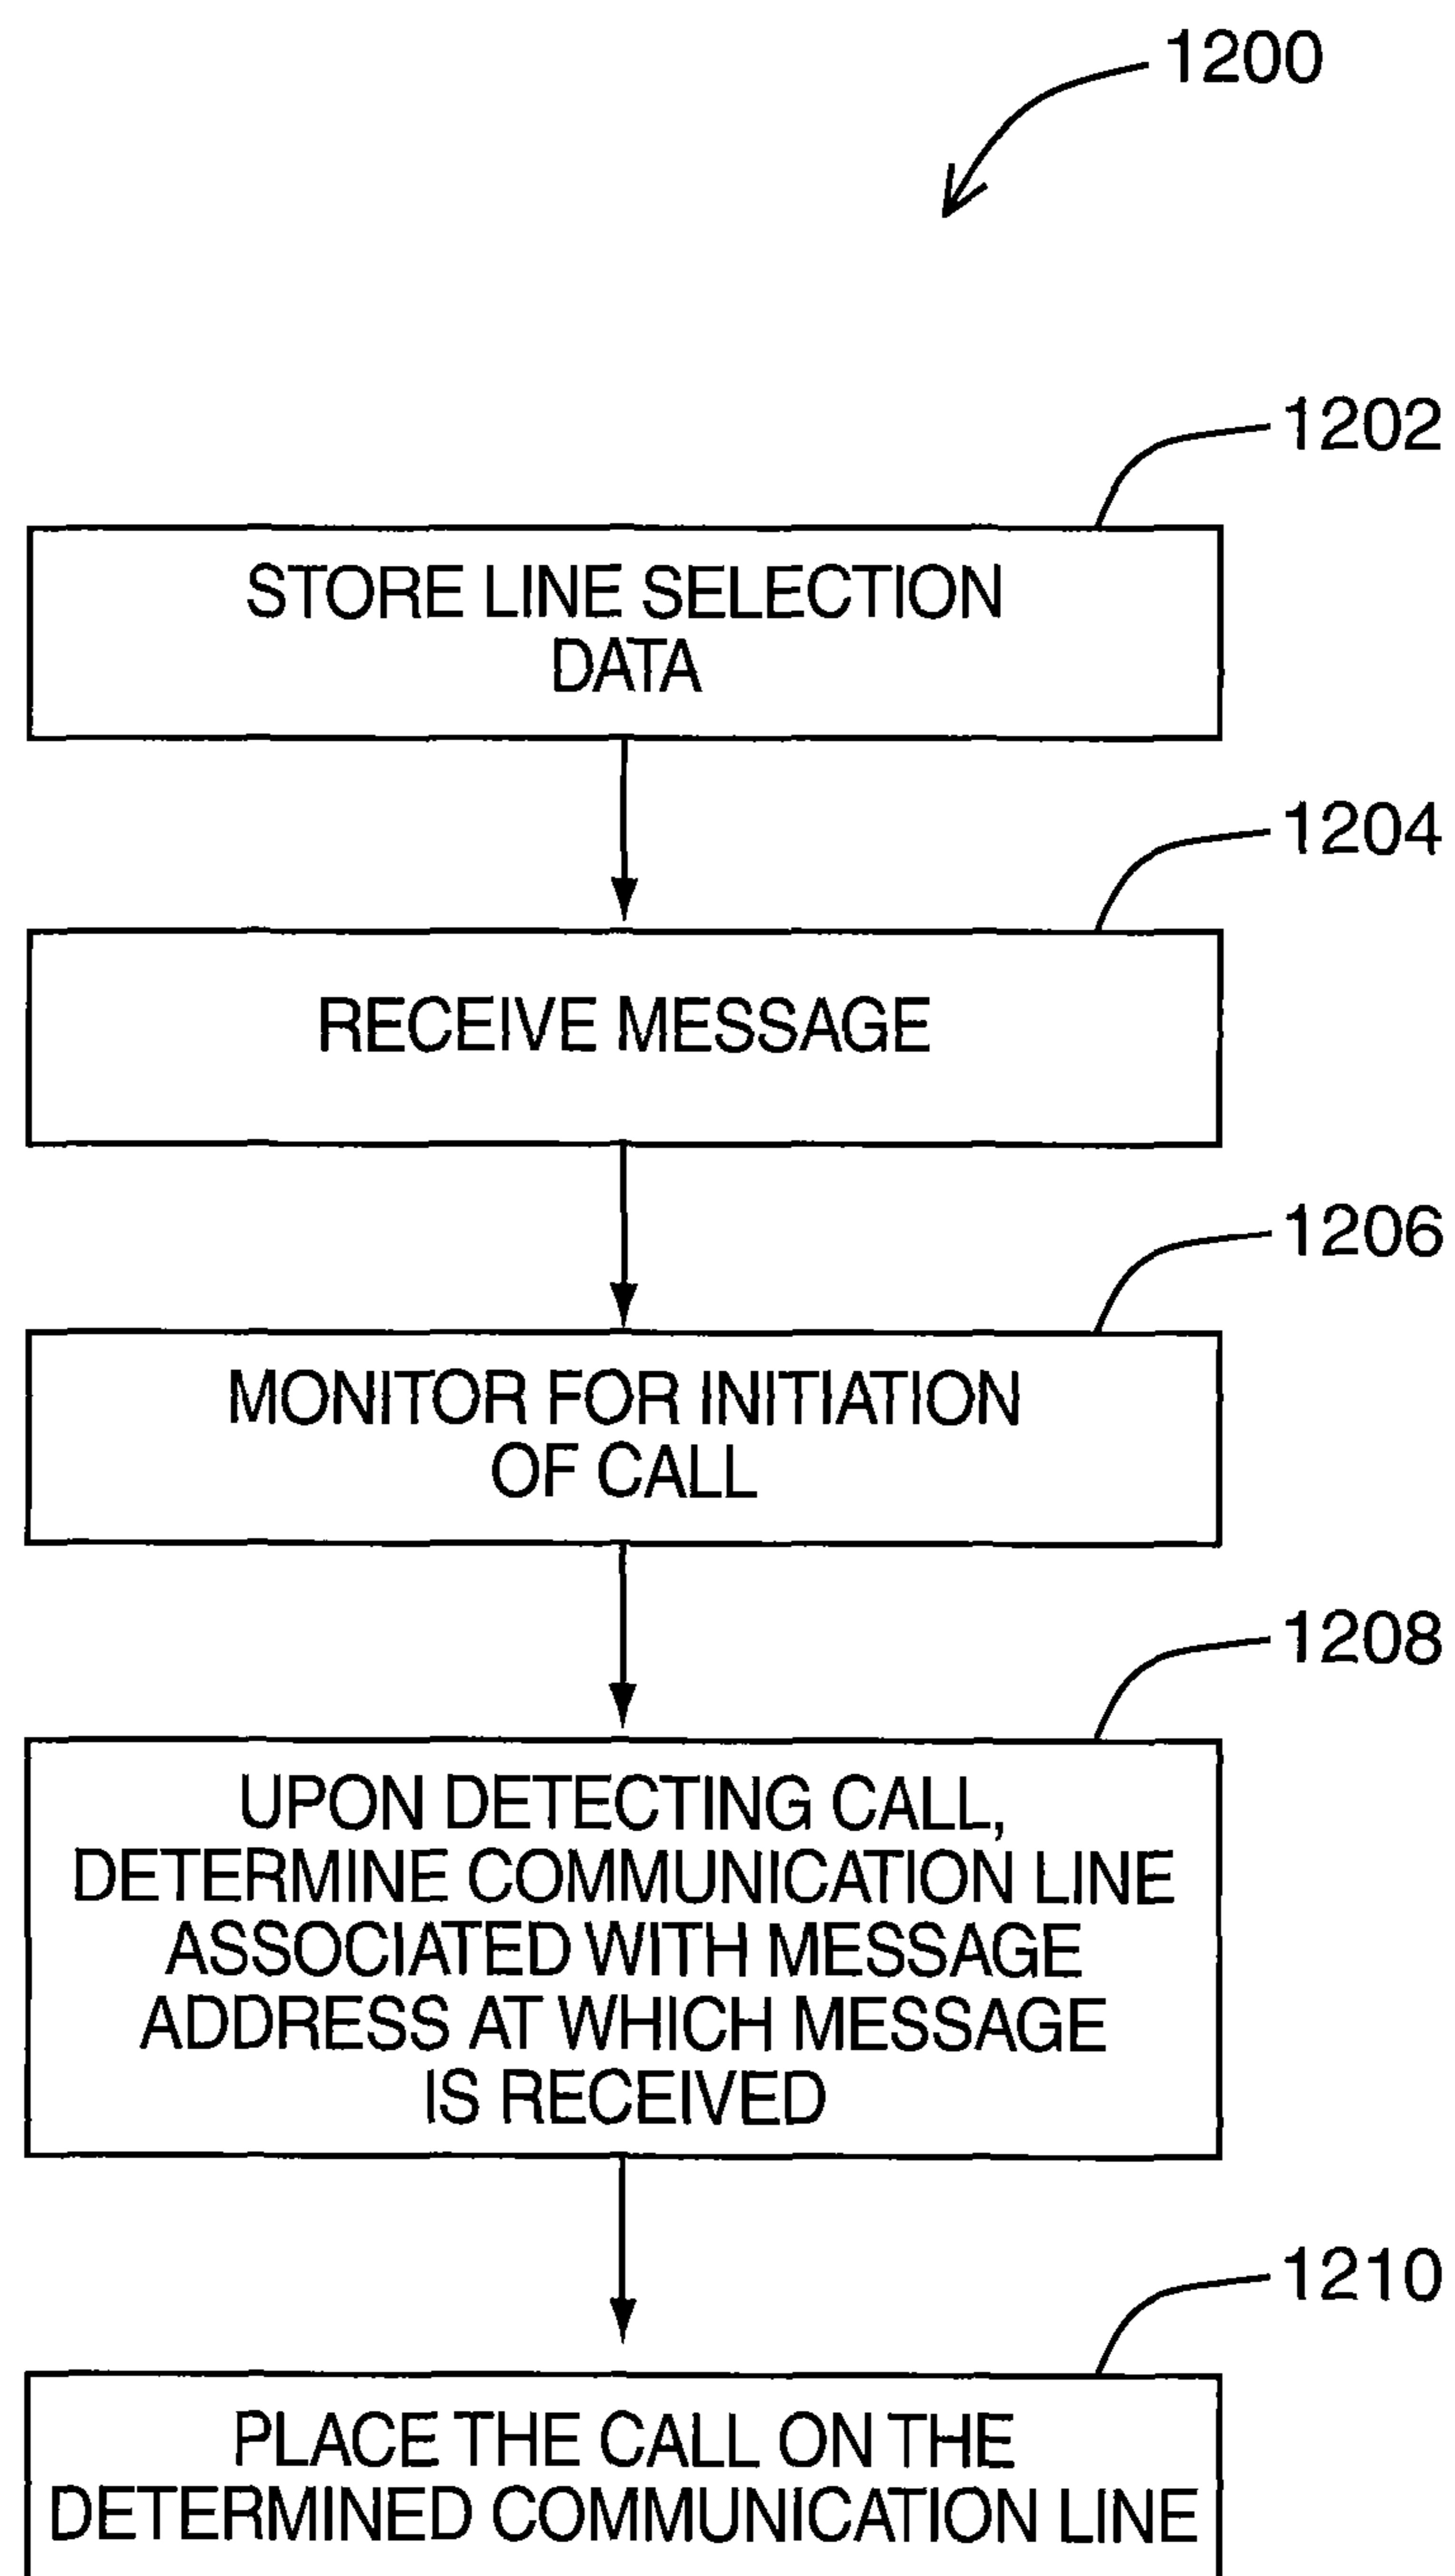 1200
1202
STORE LINE SELECTION
DATA
1204
RECEIVE MESSAGE
1206
MONITOR FOR INITIATION
OF CALL
1208
UPON DETECTING CALL,
DETERMINE COMMUNICATION LINE
ASSOCIATED WITH MESSAGE
ADDRESS AT WHICH MESSAGE
IS RECEIVED
1210
PLACE THE CALL ON THE
DETERMINED COMMUNICATION LINE